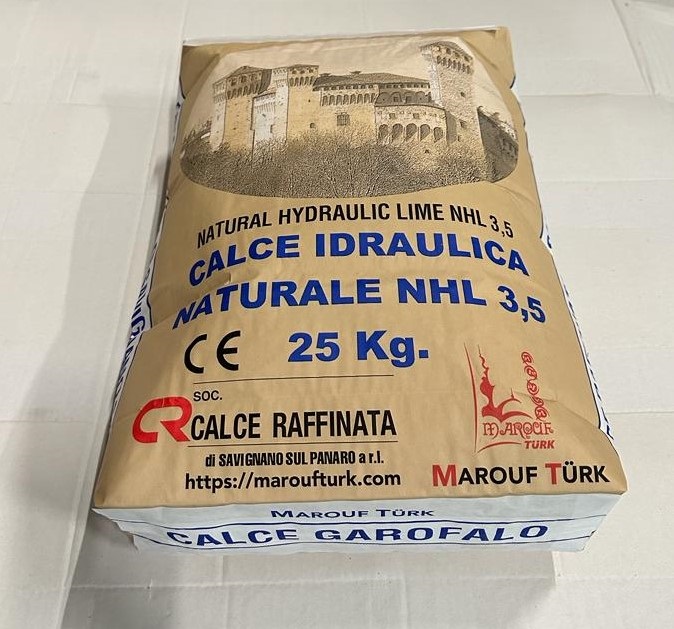 NATURAL HYDRAULIC LIME NHL 3,5
CALCE IDRAULICA
NATURALE NHL 3,5
CE 25 Kg.
SOC.
CR CALCE RAFFINATA
di SAVIGNANO SUL PANARO a r.l.
https://maroufturk.com
MAROUF
TURK
MAROUF TÜRK
MAROUF TÜRK
CALCE GAROFALO